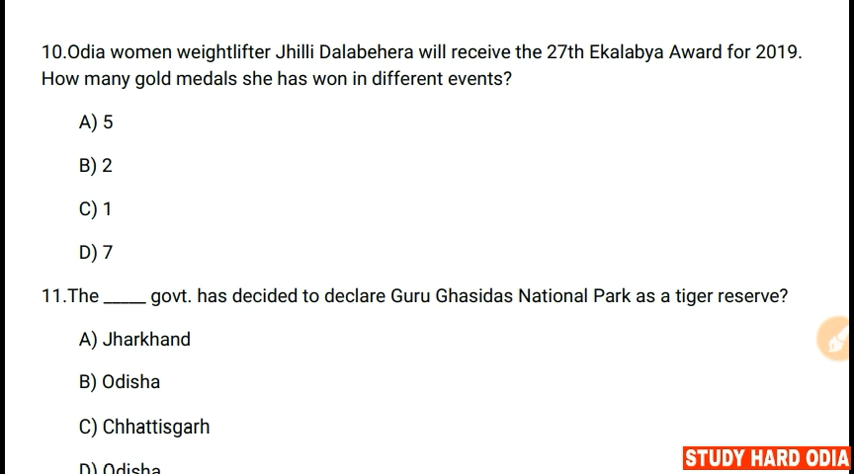 10.Odia women weightlifter Jhilli Dalabehera will receive the 27th Ekalabya Award for 2019.
How many gold medals she has won in different events?
A) 5
B) 2
C) 1
D) 7
11.The _____ govt. has decided to declare Guru Ghasidas National Park as a tiger reserve?
A) Jharkhand
B) Odisha
C) Chhattisgarh
D) Odisha
STUDY HARD ODIA